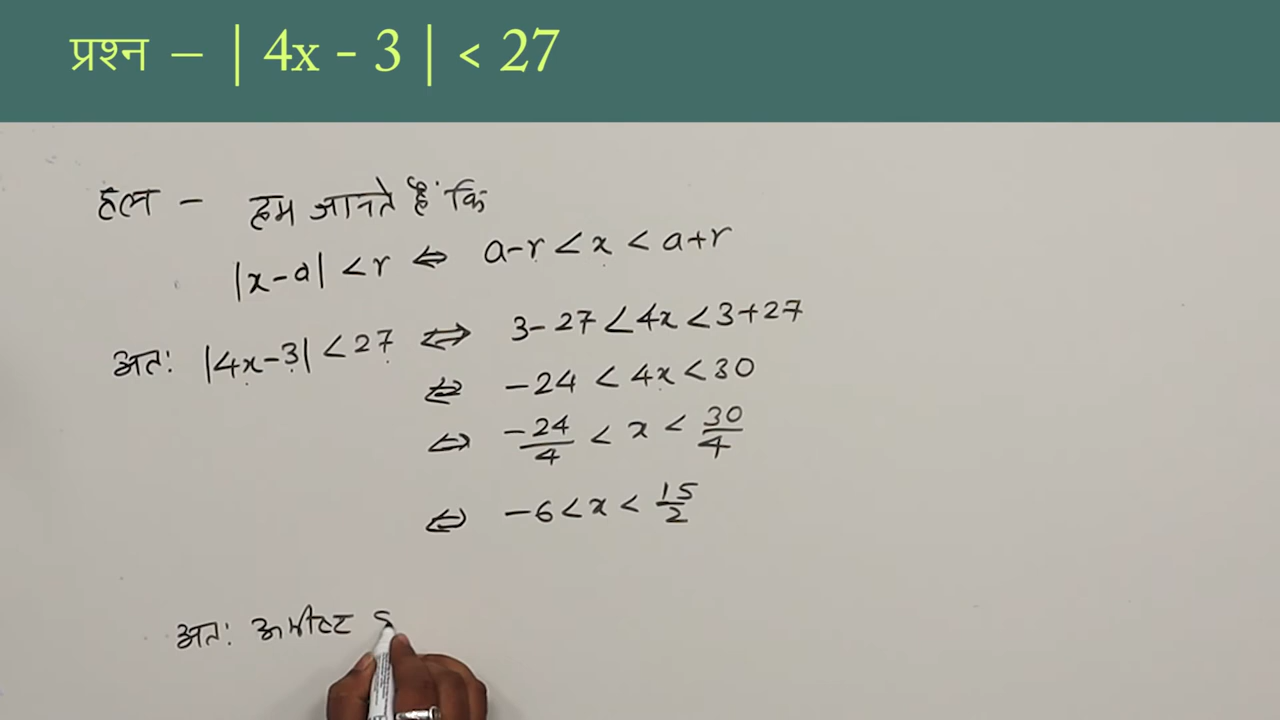 प्रश्न – | 4x - 3 | < 27
हल - हम जानते हैं कि
|x-a| < r ⇔ a-r < x < a+r
अतः |4x-3| < 27 ⇔ 3-27 < 4x < 3+27
⇔ -24 < 4x < 30
⇔ -24/4 < x < 30/4
⇔ -6 < x < 15/2
अतः अभीष्ट